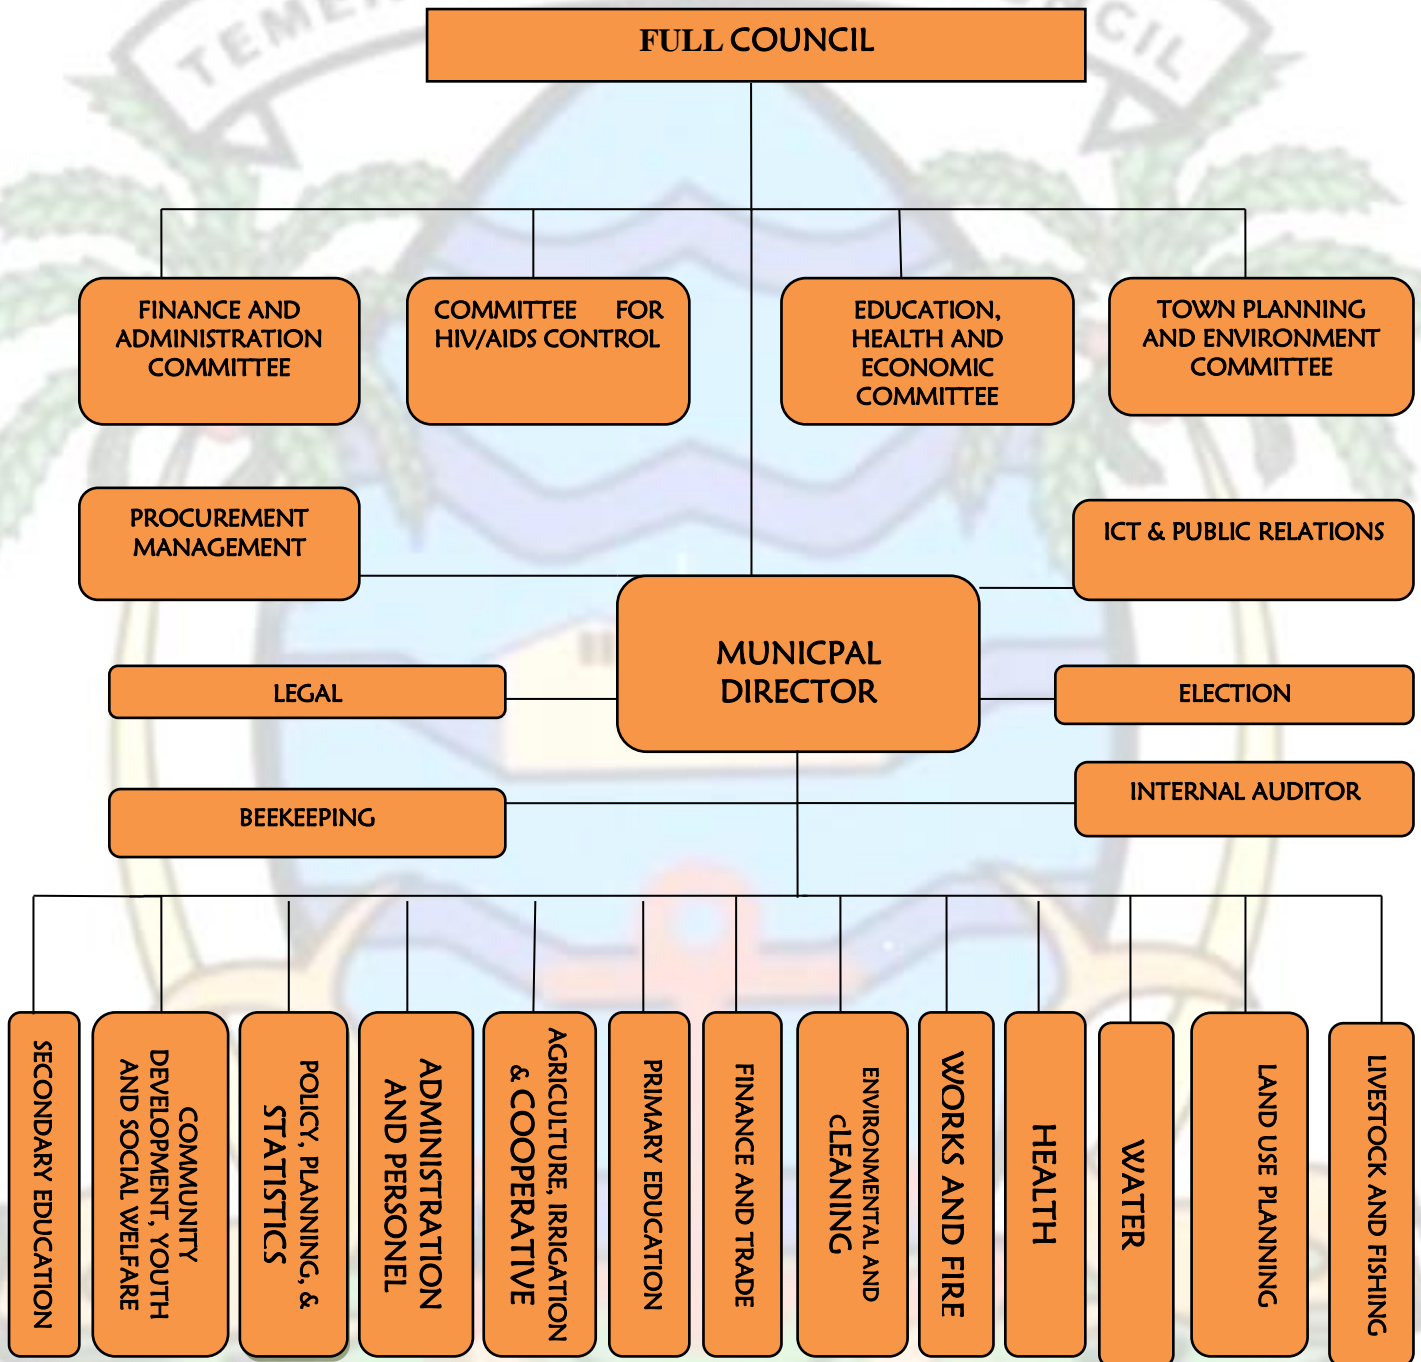 TEME
NCIL
FULL COUNCIL
FINANCE AND
ADMINISTRATION
COMMITTEE
COMMITTEE FOR
HIV/AIDS CONTROL
EDUCATION,
HEALTH AND
ECONOMIC
COMMITTEE
TOWN PLANNING
AND ENVIRONMENT
COMMITTEE
PROCUREMENT
MANAGEMENT
ICT & PUBLIC RELATIONS
MUNICPAL
DIRECTOR
LEGAL
ELECTION
BEEKEEPING
INTERNAL AUDITOR
SECONDARY EDUCATION
COMMUNITY
DEVELOPMENT, YOUTH
AND SOCIAL WELFARE
POLICY, PLANNING, &
STATISTICS
ADMINISTRATION
AND PERSONEL
AGRICULTURE, IRRIGATION
& COOPERATIVE
PRIMARY EDUCATION
FINANCE AND TRADE
ENVIRONMENTAL AND
cLEANING
WORKS AND FIRE
HEALTH
WATER
LAND USE PLANNING
LIVESTOCK AND FISHING